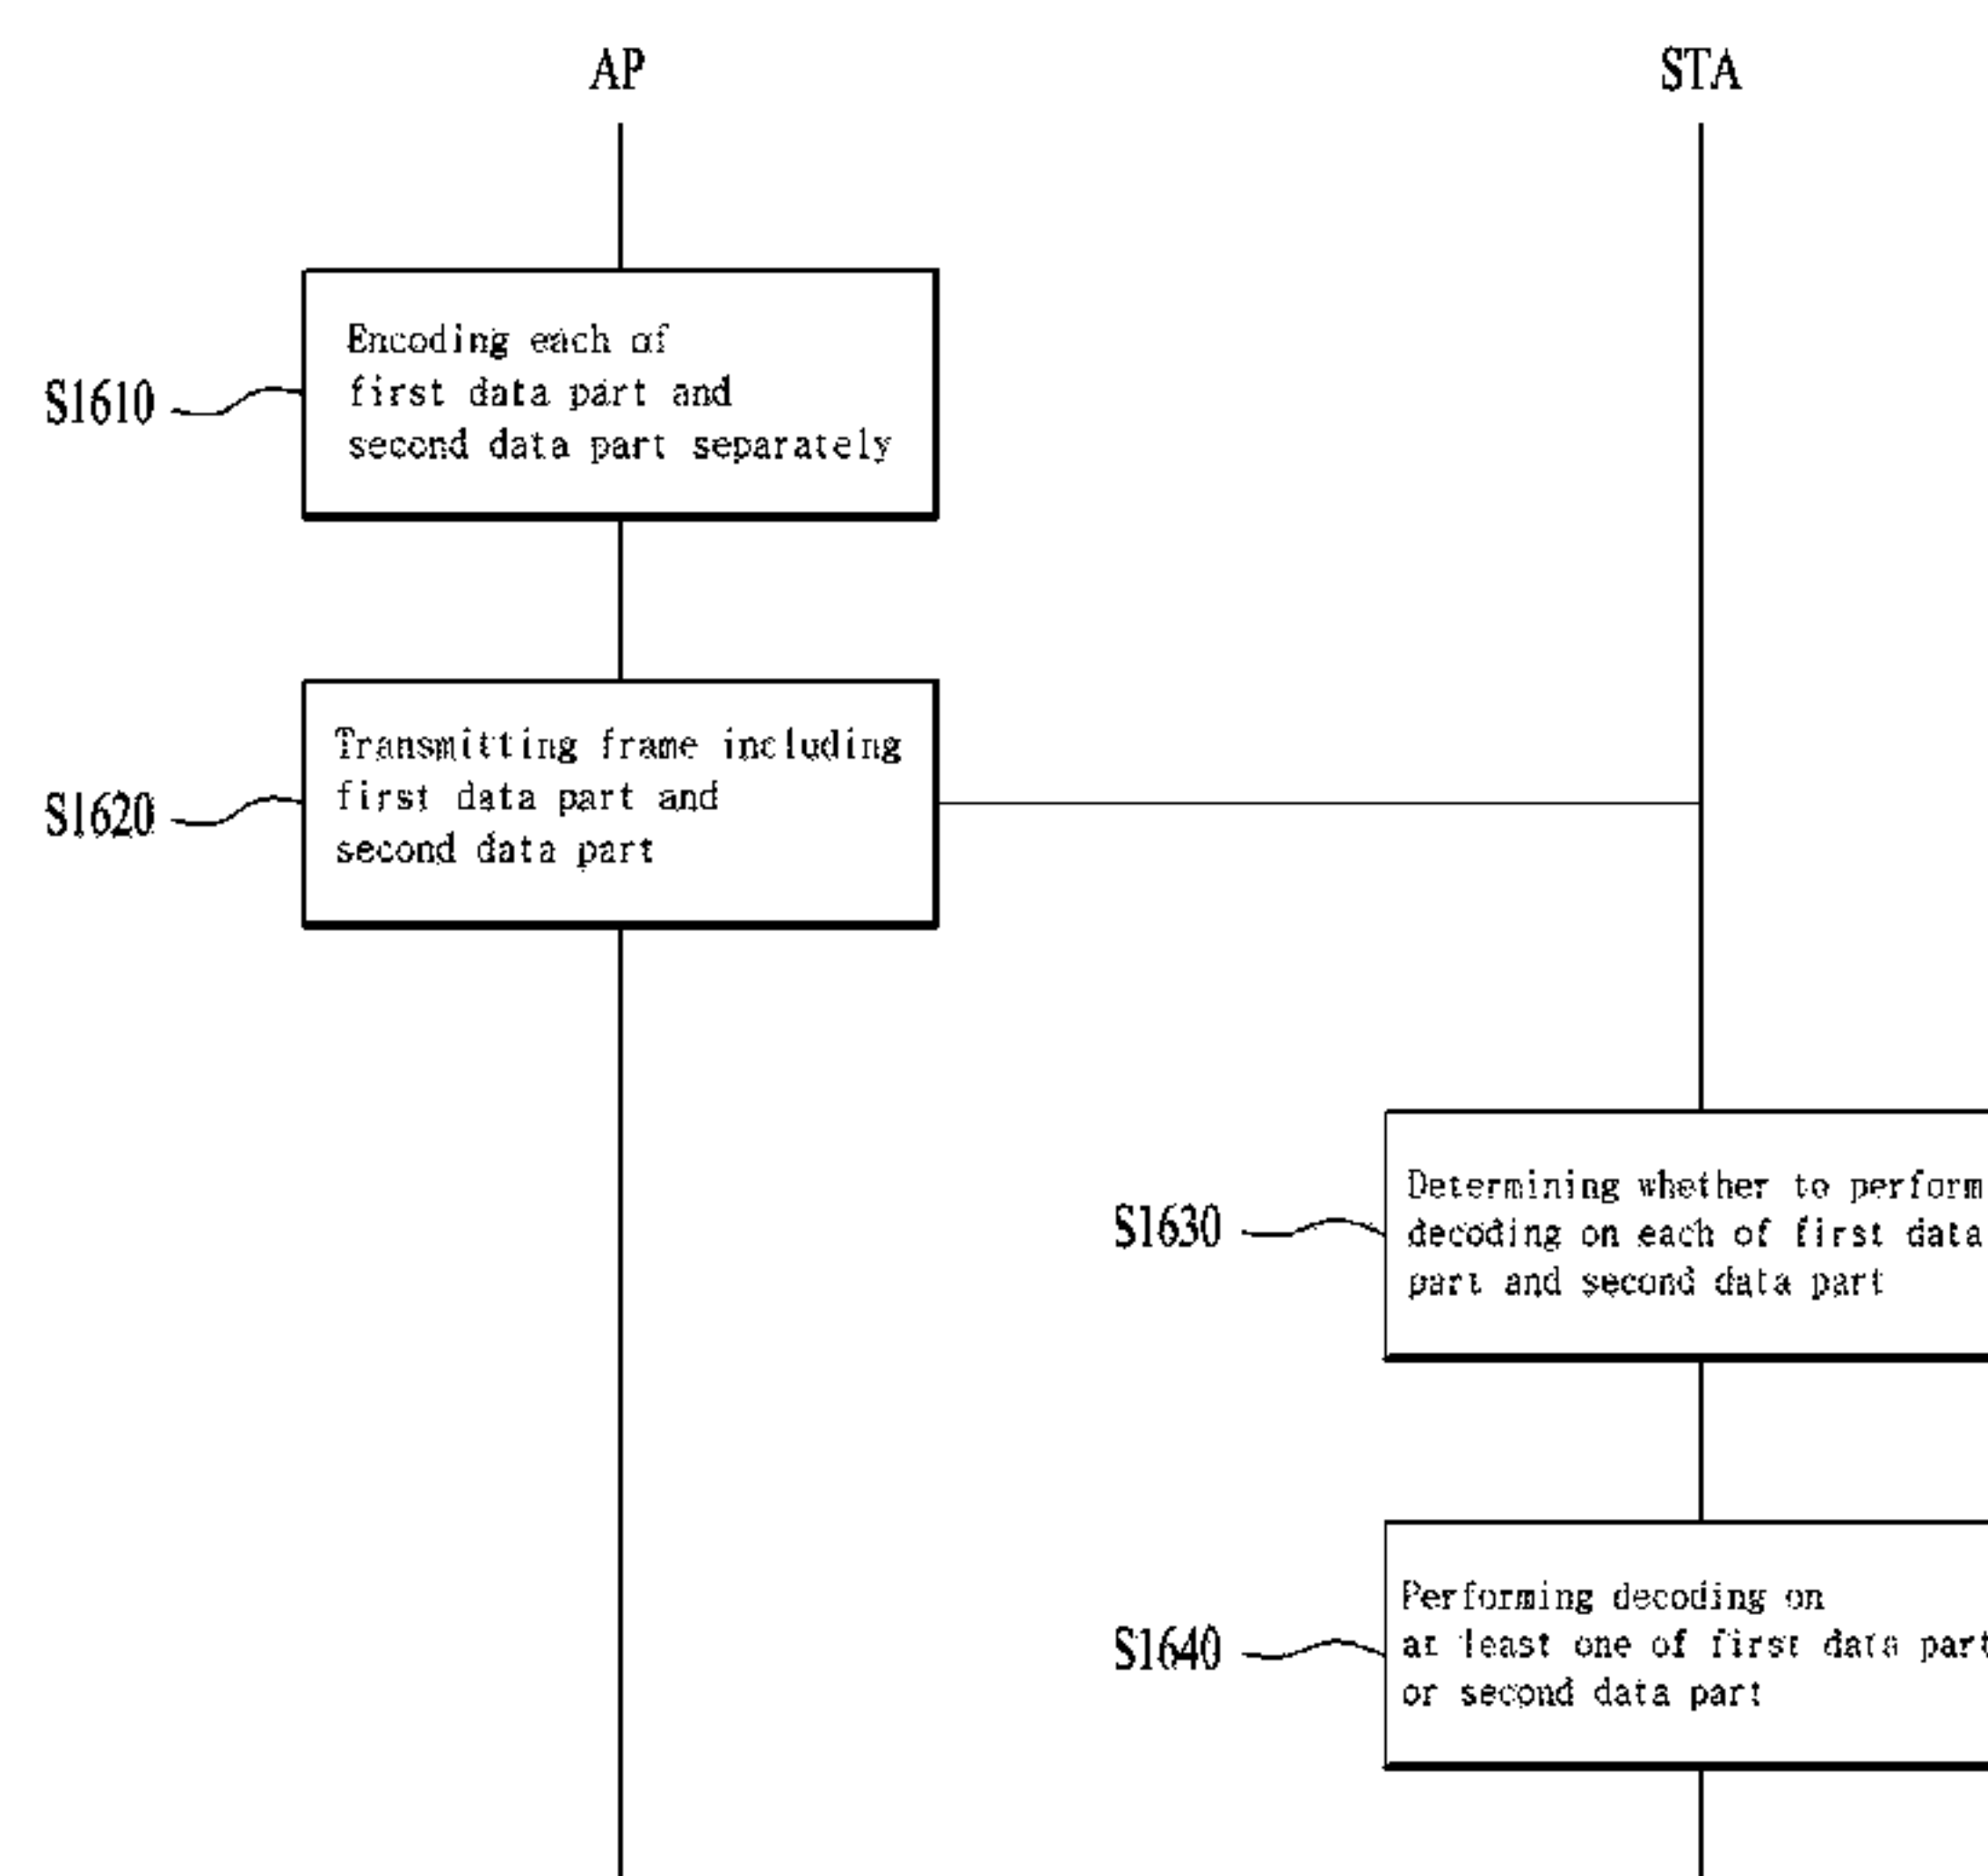 AP
STA
S1610
Encoding each of
first data part and
second data part separately
S1620
Transmitting frame including
first data part and
second data part
S1630
Determining whether to perform
decoding on each of first data
part and second data part
S1640
Performing decoding on
at least one of first data part
or second data part